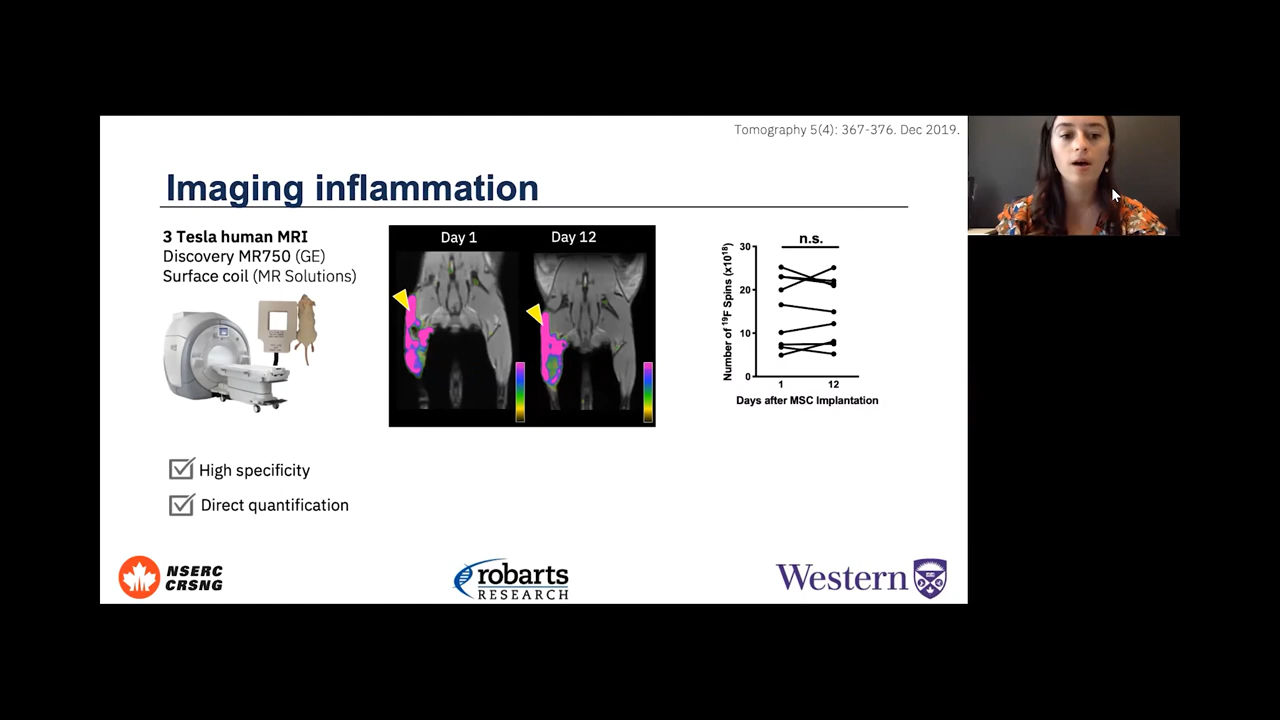 Tomography 5(4): 367-376. Dec 2019.
Imaging inflammation
3 Tesla human MRI
Discovery MR750 (GE)
Surface coil (MR Solutions)
Day 1
Day 12
n.s.
Number of ¹⁹F Spins (x10¹⁸)
30
20
10
0
1
12
Days after MSC Implantation
High specificity
Direct quantification
NSERC
CRSNG
robarts
RESEARCH
Western